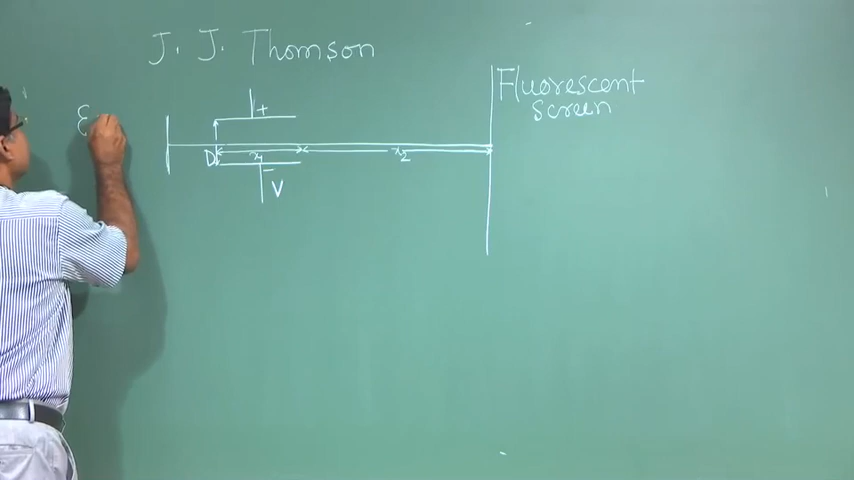 J. J. Thomson
Fluorescent
screen
+
D
x1
x2
-
V
ε